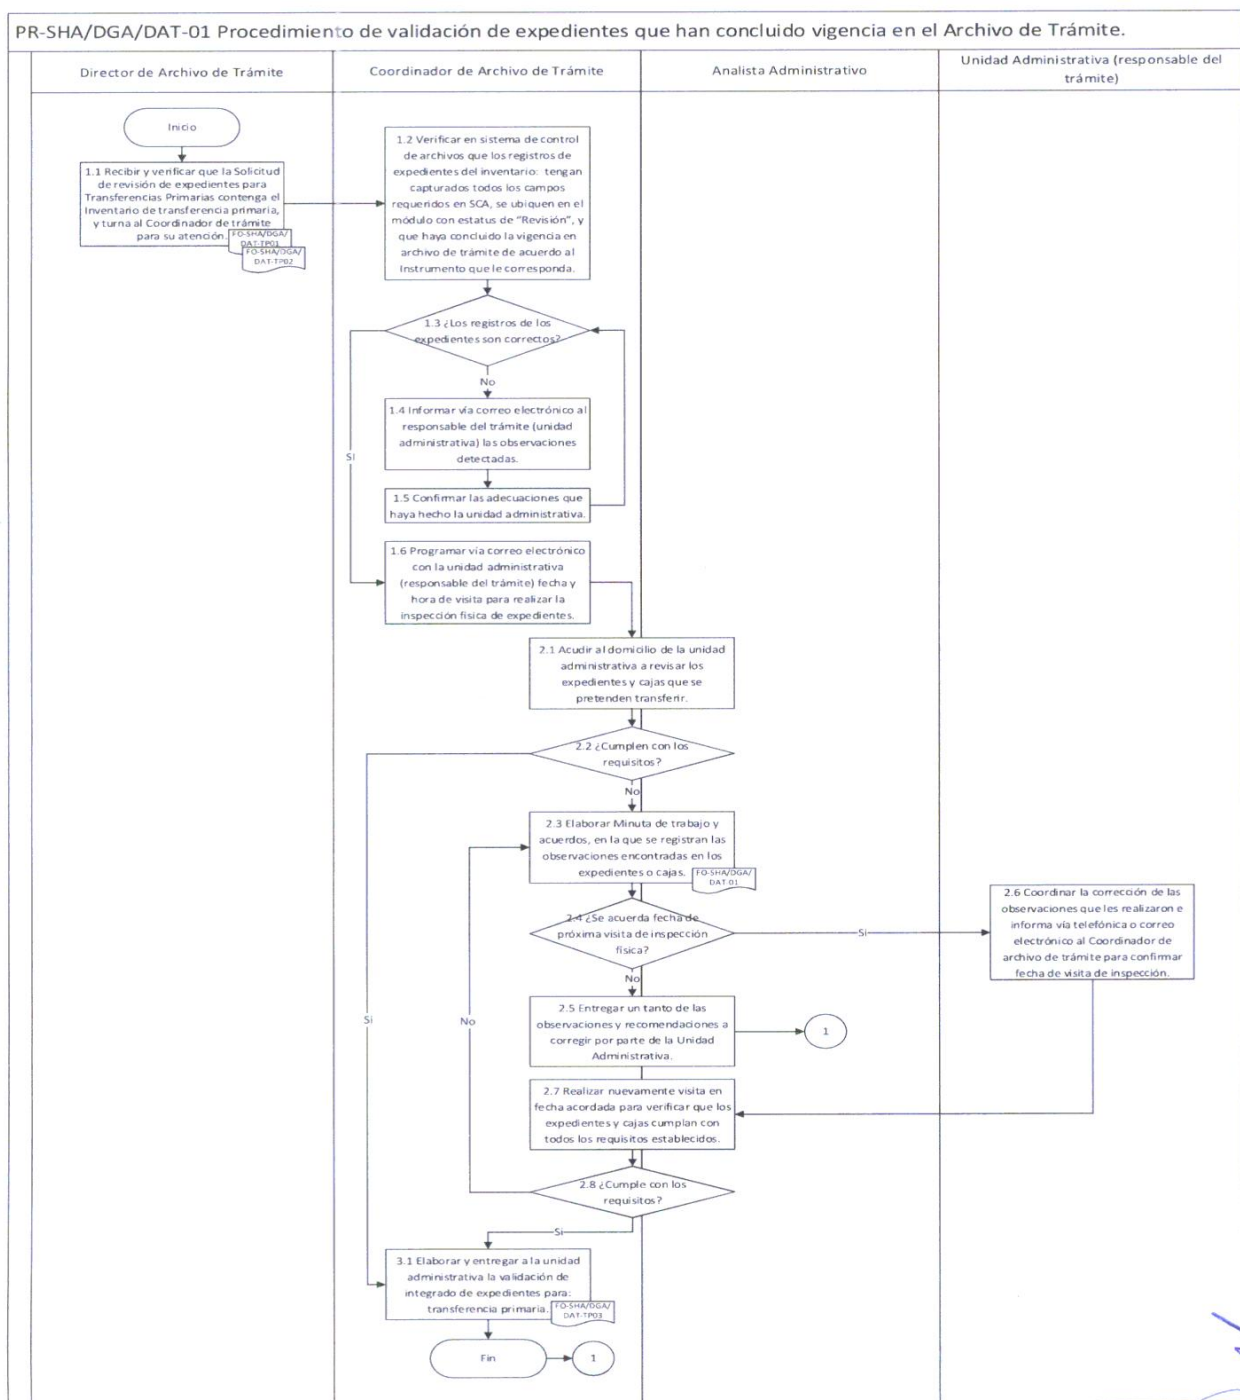 PR-SHA/DGA/DAT-01 Procedimiento de validación de expedientes que han concluido vigencia en el Archivo de Trámite.
Director de Archivo de Trámite
Coordinador de Archivo de Trámite
Analista Administrativo
Unidad Administrativa (responsable del
trámite)
Inicio
1.1 Recibir y verificar que la Solicitud
de revisión de expedientes para
Transferencias Primarias contenga el
Inventario de transferencia primaria,
y turna al Coordinador de trámite
para su atención.
FO-SHA/DGA/
DAT-TP01
FO-SHA/DGA/
DAT-TP02
1.2 Verificar en sistema de control
de archivos que los registros de
expedientes del inventario: tengan
capturados todos los campos
requeridos en SCA, se ubiquen en el
módulo con estatus de "Revisión", y
que haya concluido la vigencia en
archivo de trámite de acuerdo al
Instrumento que le corresponda.
1.3 ¿Los registros de los
expedientes son correctos?
No
1.4 Informar vía correo electrónico al
responsable del trámite (unidad
administrativa) las observaciones
detectadas.
Si
1.5 Confirmar las adecuaciones que
haya hecho la unidad administrativa.
1.6 Programar vía correo electrónico
con la unidad administrativa
(responsable del trámite) fecha y
hora de visita para realizar la
inspección física de expedientes.
2.1 Acudir al domicilio de la unidad
administrativa a revisar los
expedientes y cajas que se
pretenden transferir.
2.2 ¿Cumplen con los
requisitos?
No
2.3 Elaborar Minuta de trabajo y
acuerdos, en la que se registran las
observaciones encontradas en los
expedientes o cajas.
FO-SHA/DGA/
DAT-01
2.4 ¿Se acuerda fecha de
próxima visita de inspección
física?
Si
2.6 Coordinar la corrección de las
observaciones que les realizaron e
informa vía telefónica o correo
electrónico al Coordinador de
archivo de trámite para confirmar
fecha de visita de inspección.
No
2.5 Entregar un tanto de las
observaciones y recomendaciones a
corregir por parte de la Unidad
Administrativa.
1
Si
No
2.7 Realizar nuevamente visita en
fecha acordada para verificar que los
expedientes y cajas cumplan con
todos los requisitos establecidos.
2.8 ¿Cumple con los
requisitos?
Si
3.1 Elaborar y entregar a la unidad
administrativa la validación de
integrado de expedientes para:
transferencia primaria.
FO-SHA/DGA/
DAT-TP03
Fin
1